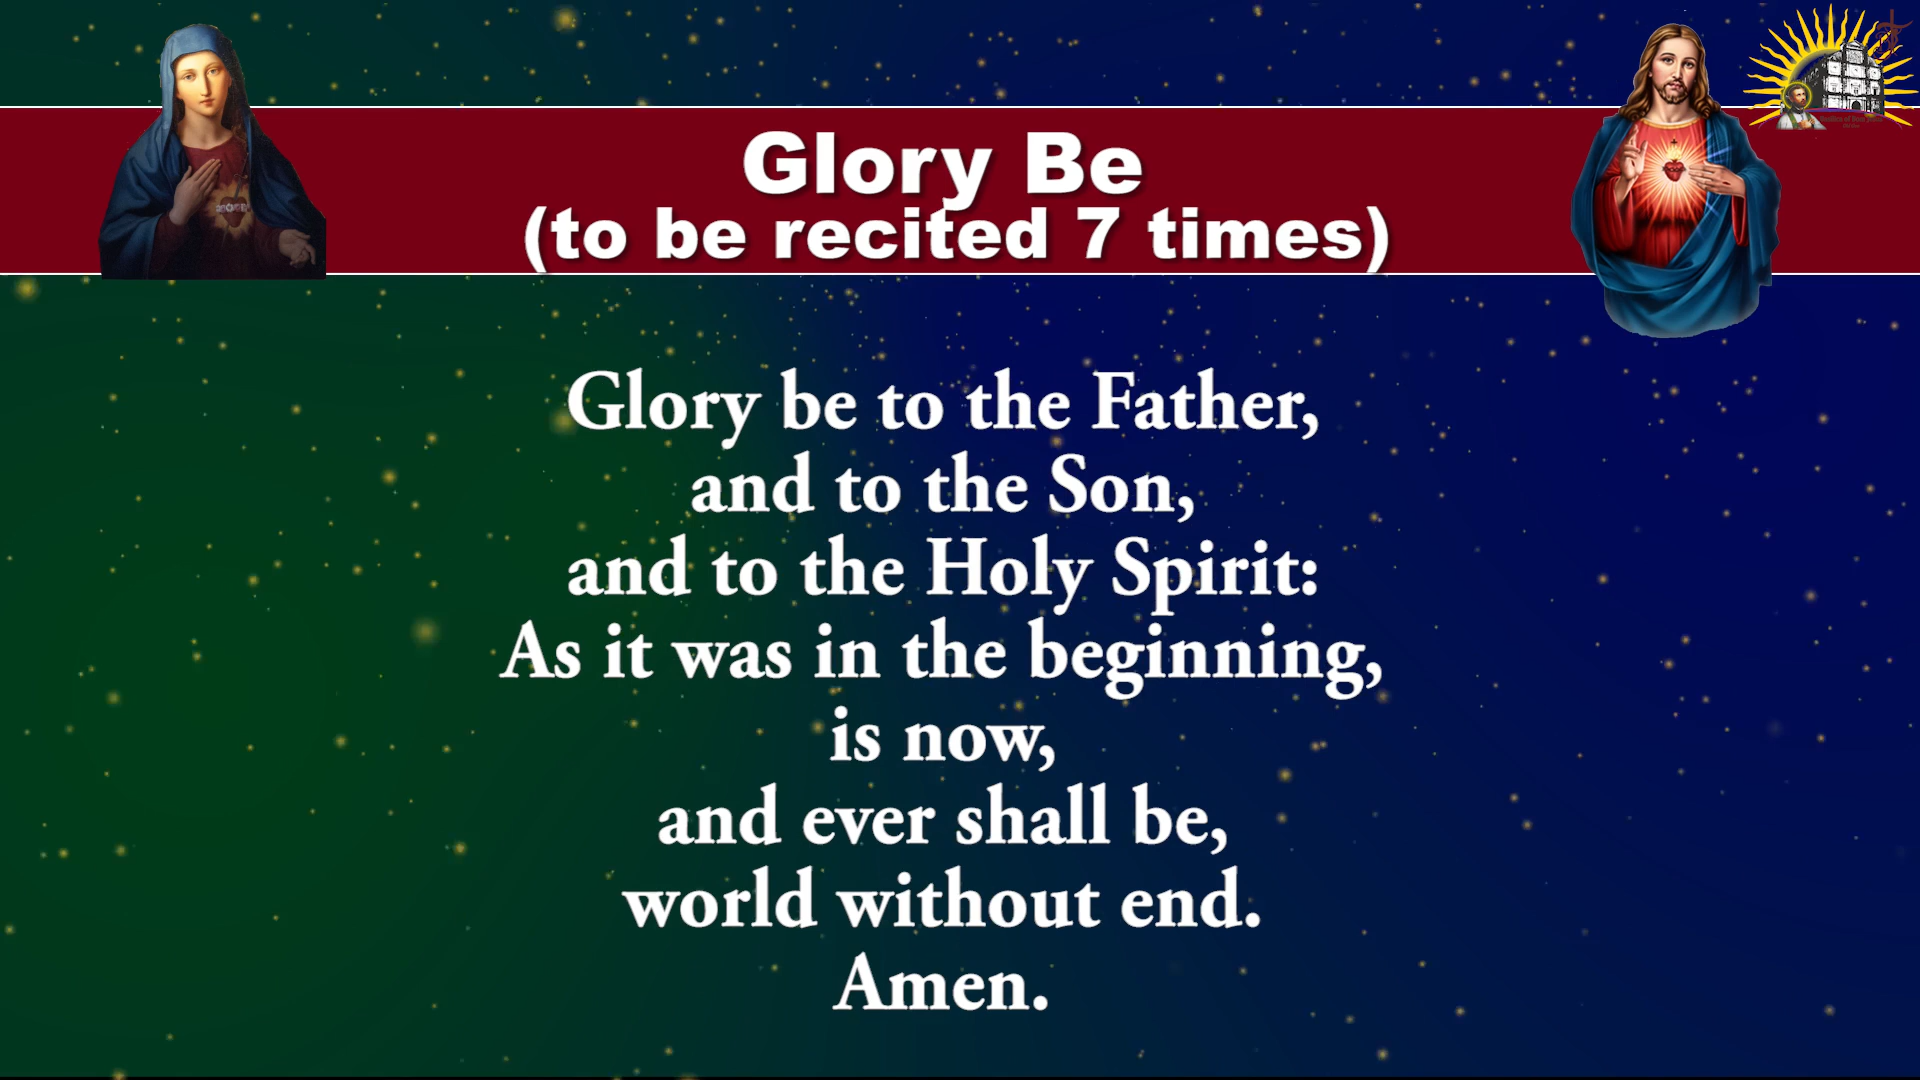 Glory Be
(to be recited 7 times)
Glory be to the Father,
and to the Son,
and to the Holy Spirit:
As it was in the beginning,
is now,
and ever shall be,
world without end.
Amen.